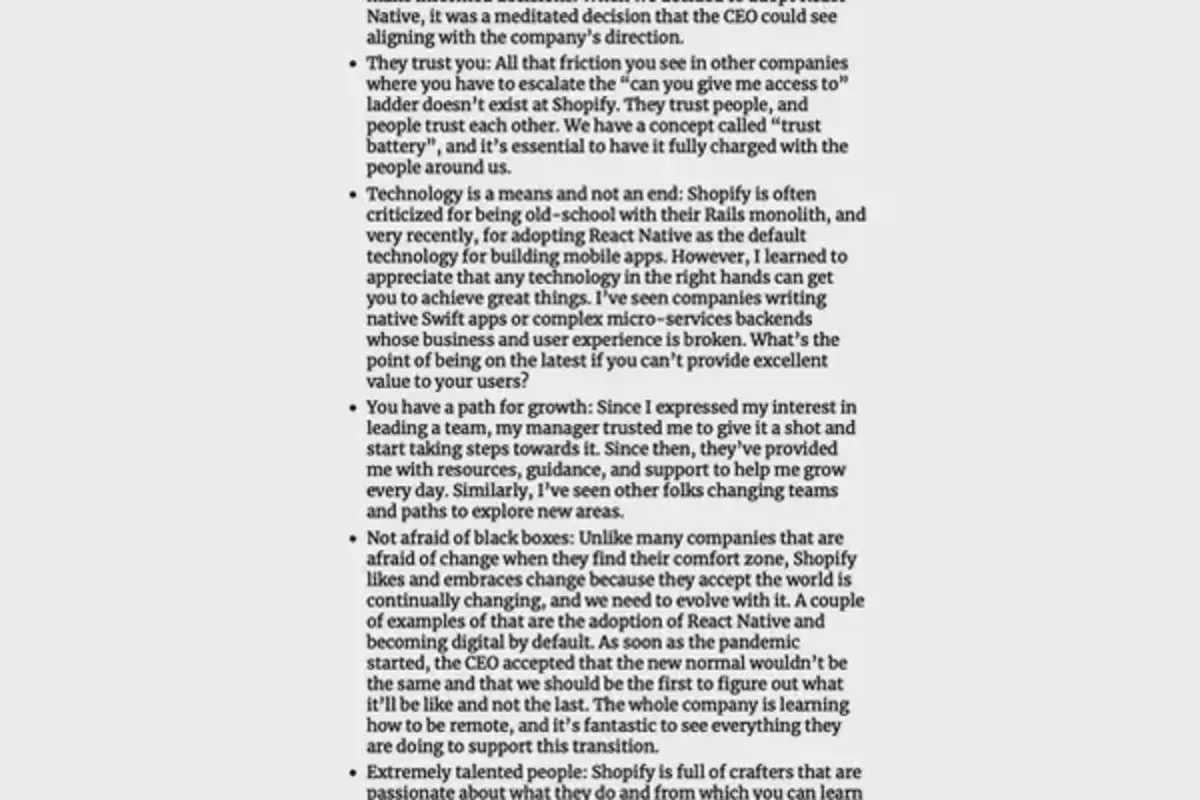 Native, it was a meditated decision that the CEO could see
aligning with the company's direction.
• They trust you: All that friction you see in other companies
where you have to escalate the “can you give me access to”
ladder doesn't exist at Shopify. They trust people, and
people trust each other. We have a concept called “trust
battery”, and it's essential to have it fully charged with the
people around us.
• Technology is a means and not an end: Shopify is often
criticized for being old-school with their Rails monolith, and
very recently, for adopting React Native as the default
technology for building mobile apps. However, I learned to
appreciate that any technology in the right hands can get
you to achieve great things. I've seen companies writing
native Swift apps or complex micro-services backends
whose business and user experience is broken. What's the
point of being on the latest if you can't provide excellent
value to your users?
• You have a path for growth: Since I expressed my interest in
leading a team, my manager trusted me to give it a shot and
start taking steps towards it. Since then, they've provided
me with resources, guidance, and support to help me grow
every day. Similarly, I've seen other folks changing teams
and paths to explore new areas.
• Not afraid of black boxes: Unlike many companies that are
afraid of change when they find their comfort zone, Shopify
likes and embraces change because they accept the world is
continually changing, and we need to evolve with it. A couple
of examples of that are the adoption of React Native and
becoming digital by default. As soon as the pandemic
started, the CEO accepted that the new normal wouldn't be
the same and that we should be the first to figure out what
it'll be like and not the last. The whole company is learning
how to be remote, and it's fantastic to see everything they
are doing to support this transition.
• Extremely talented people: Shopify is full of crafters that are
passionate about what they do and from which you can learn